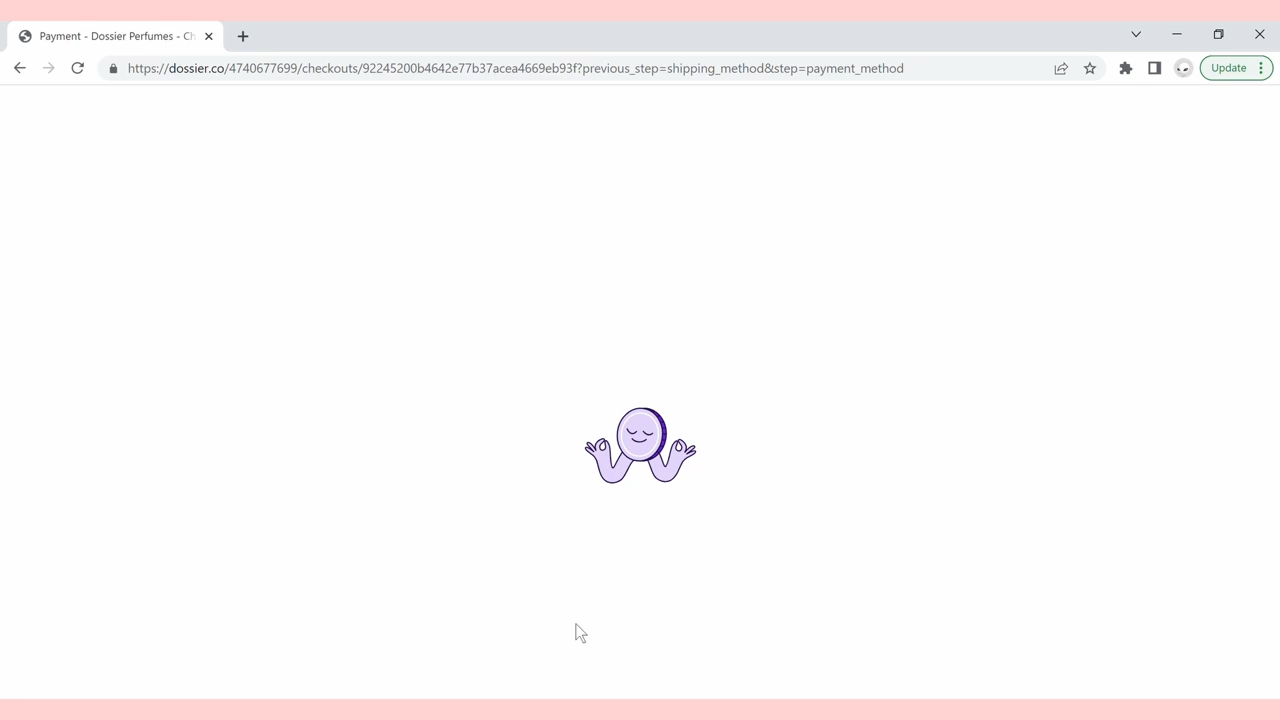 Payment - Dossier Perfumes - Ch
https://dossier.co/4740677699/checkouts/92245200b4642e77b37acea4669eb93f?previous_step=shipping_method&step=payment_method
Update